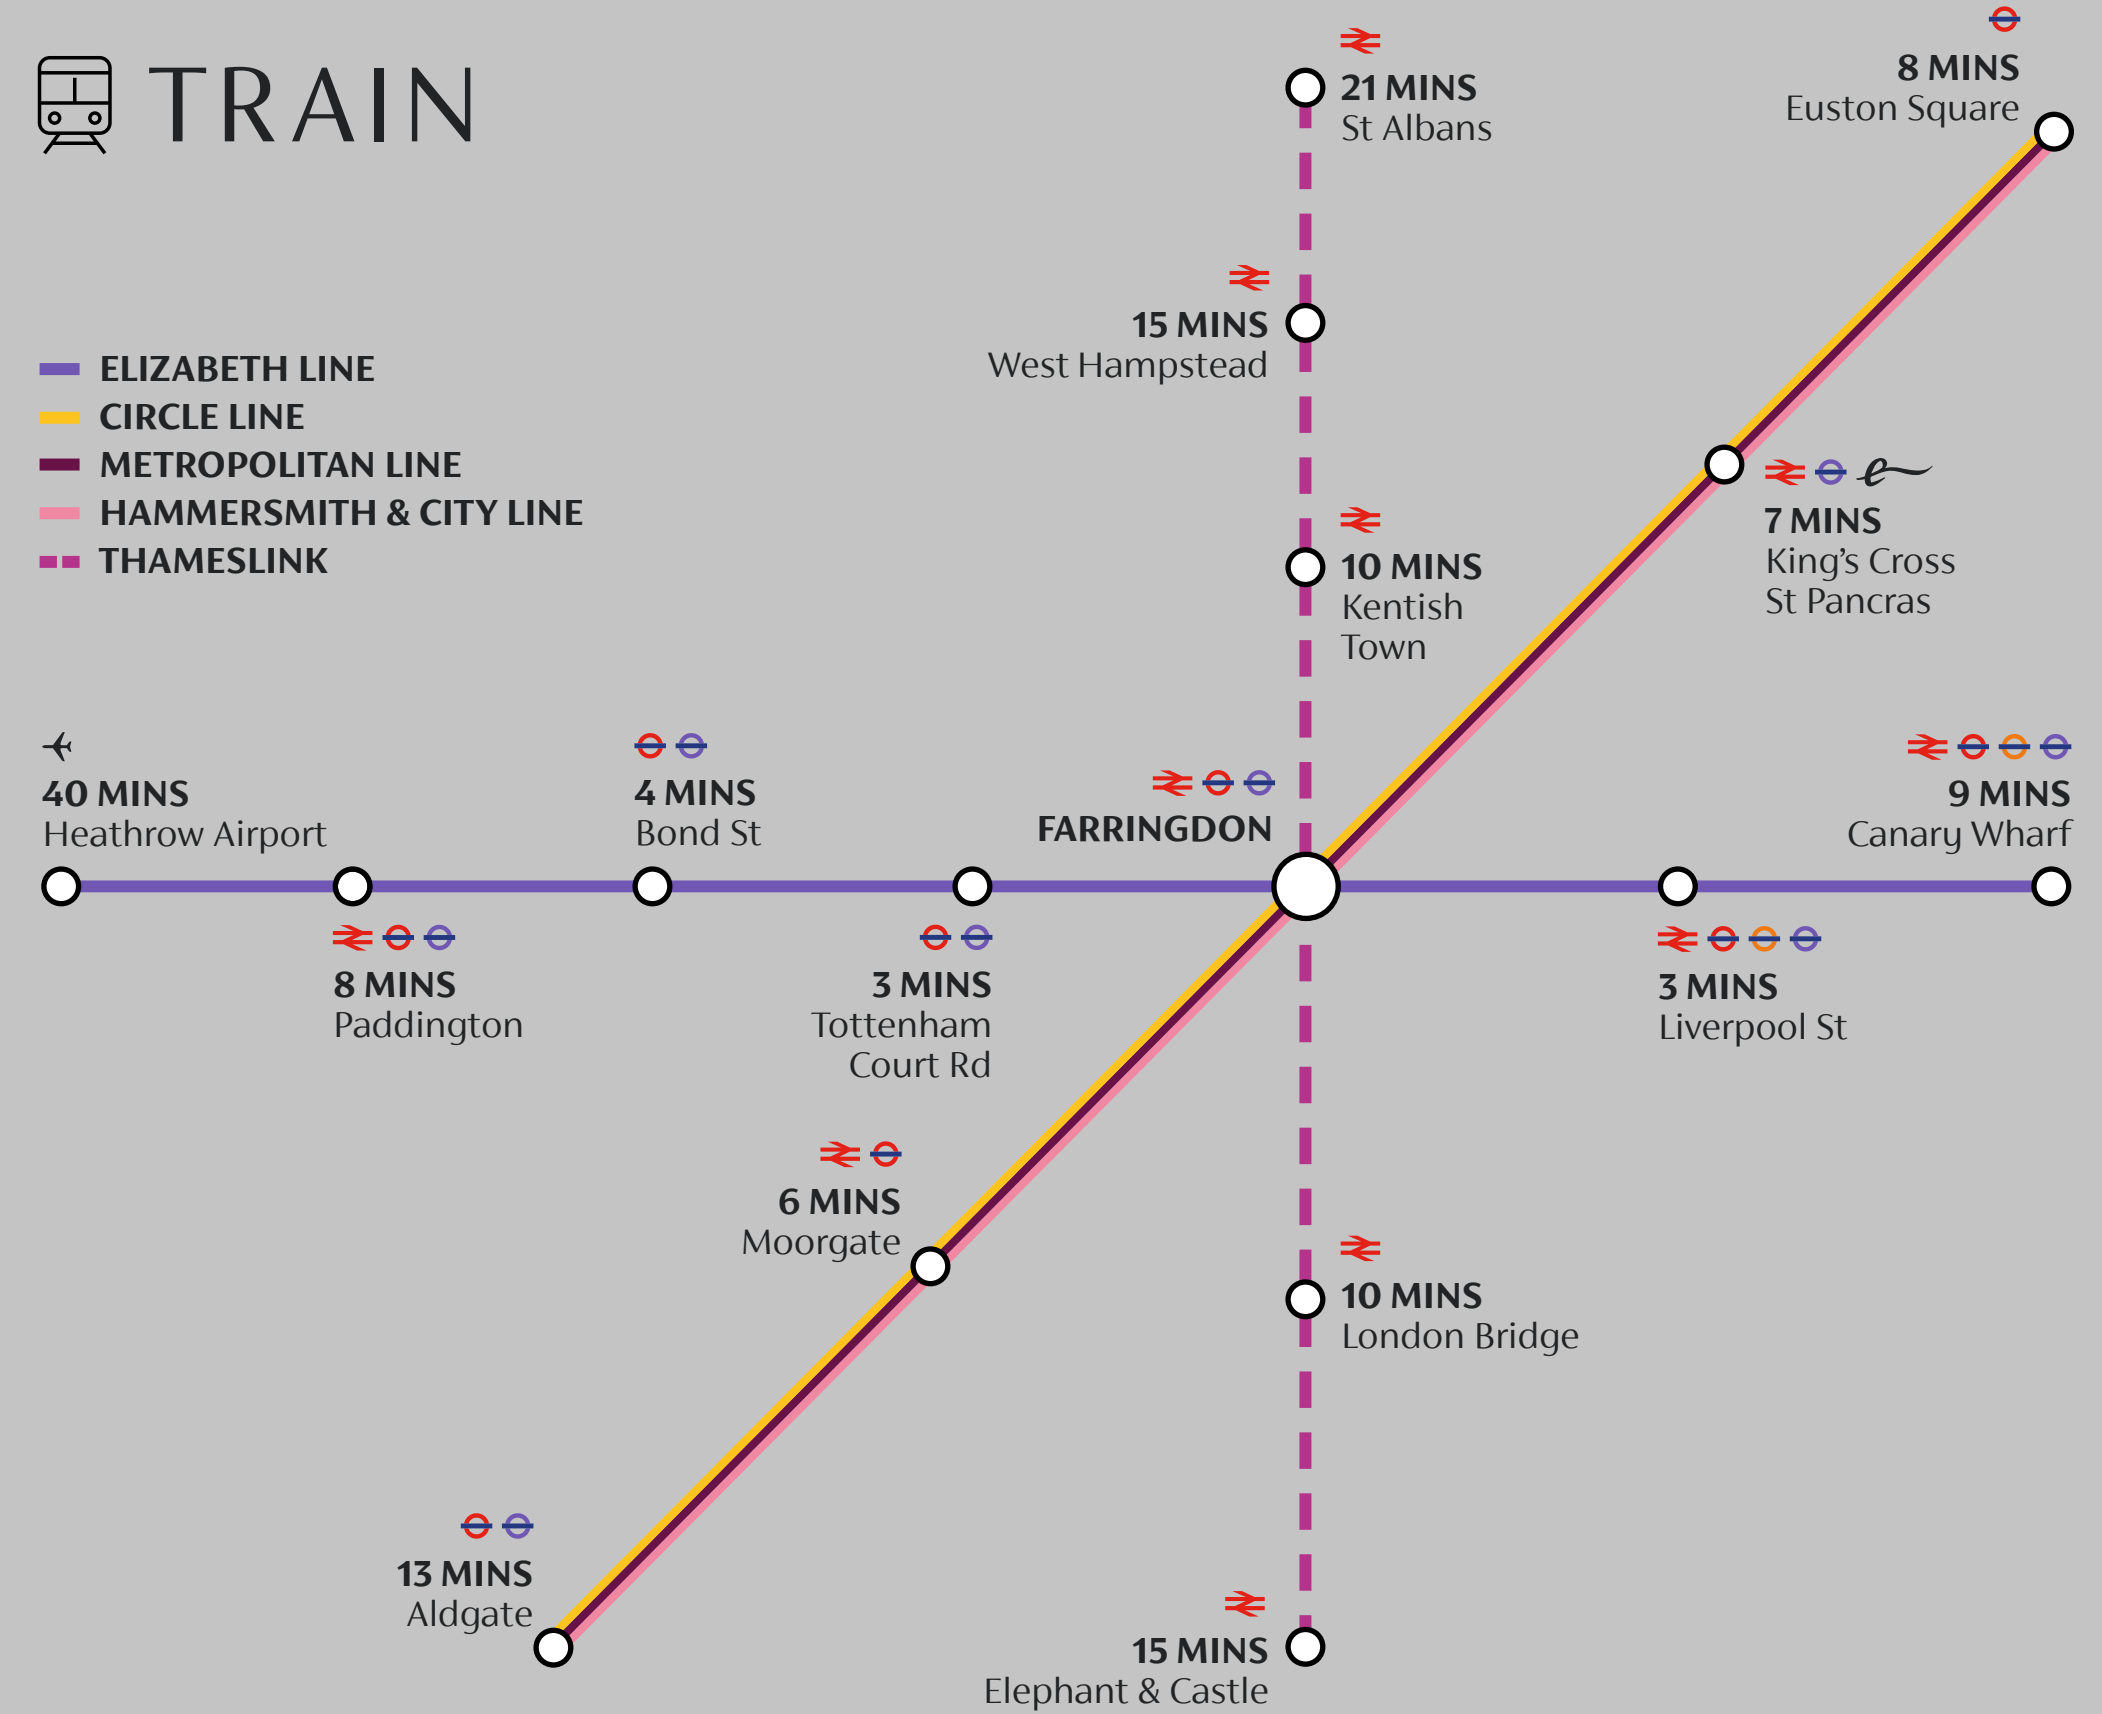 TRAIN
ELIZABETH LINE
CIRCLE LINE
METROPOLITAN LINE
HAMMERSMITH & CITY LINE
THAMESLINK
21 MINS
St Albans
8 MINS
Euston Square
15 MINS
West Hampstead
e
7 MINS
King’s Cross
St Pancras
10 MINS
Kentish
Town
40 MINS
Heathrow Airport
4 MINS
Bond St
FARRINGDON
9 MINS
Canary Wharf
8 MINS
Paddington
3 MINS
Tottenham
Court Rd
3 MINS
Liverpool St
6 MINS
Moorgate
10 MINS
London Bridge
13 MINS
Aldgate
15 MINS
Elephant & Castle